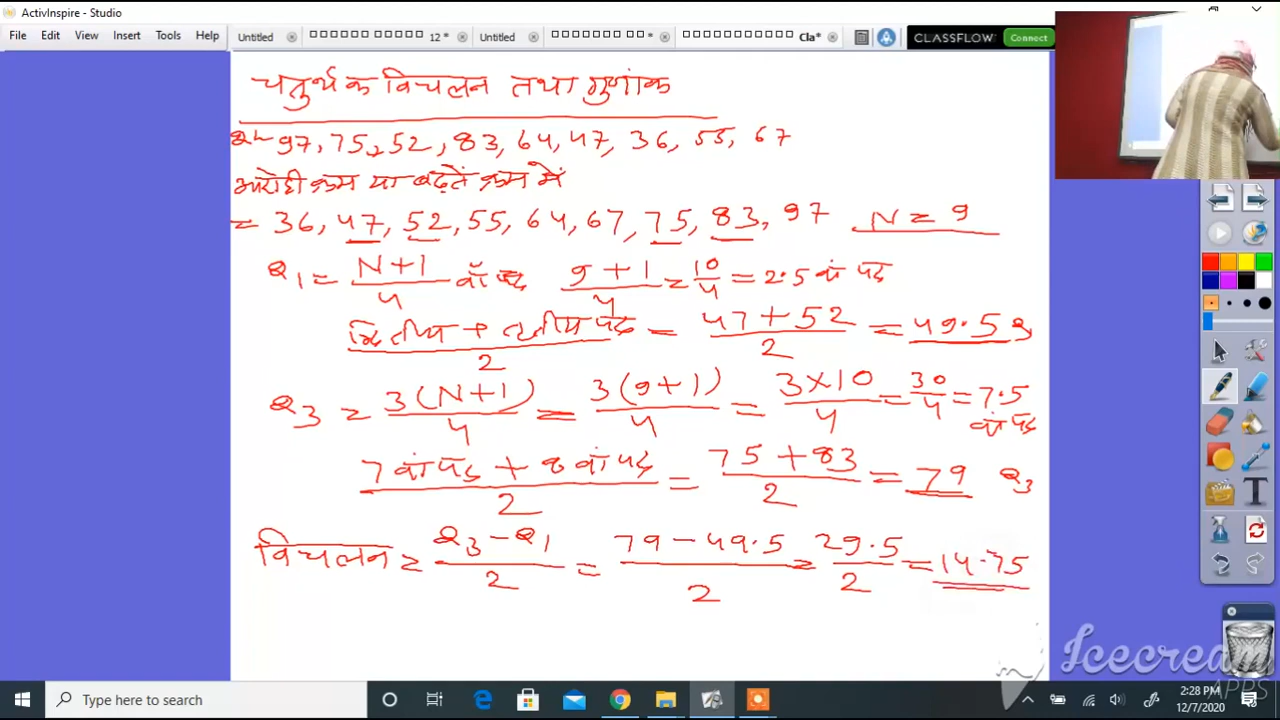 ActivInspire - Studio
File Edit View Insert Tools Help Untitled 12 * Untitled * Cla* CLASSFLOW Connect
चतुर्थक विचलन तथा गुणांक
97, 75, 52, 83, 64, 47, 36, 55, 67
आरोही क्रम या बढ़ते क्रम में
= 36, 47, 52, 55, 64, 67, 75, 83, 97 N = 9
Q1 = N+1/4 वाँ पद 9+1/4 = 10/4 = 2.5 वां पद
द्वितीय + तृतीय पद/2 = 47+52/2 = 49.5 Q1
Q3 = 3(N+1)/4 = 3(9+1)/4 = 3×10/4 = 30/4 = 7.5 वां पद
7 वां पद + 8 वां पद/2 = 75+83/2 = 79 Q3
विचलन = Q3-Q1/2 = 79-49.5/2 = 29.5/2 = 14.75
Icecream
APPS
Type here to search
2:28 PM
12/7/2020